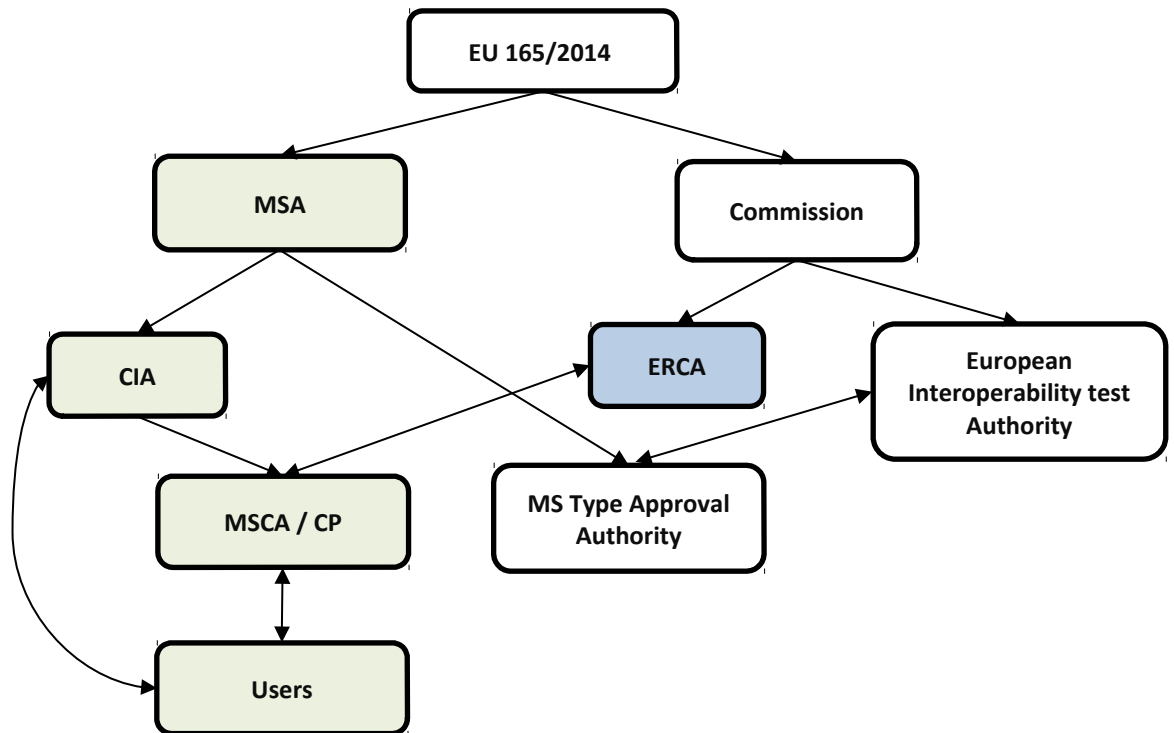 EU 165/2014
MSA
Commission
CIA
ERCA
European
Interoperability test
Authority
MSCA / CP
MS Type Approval
Authority
Users